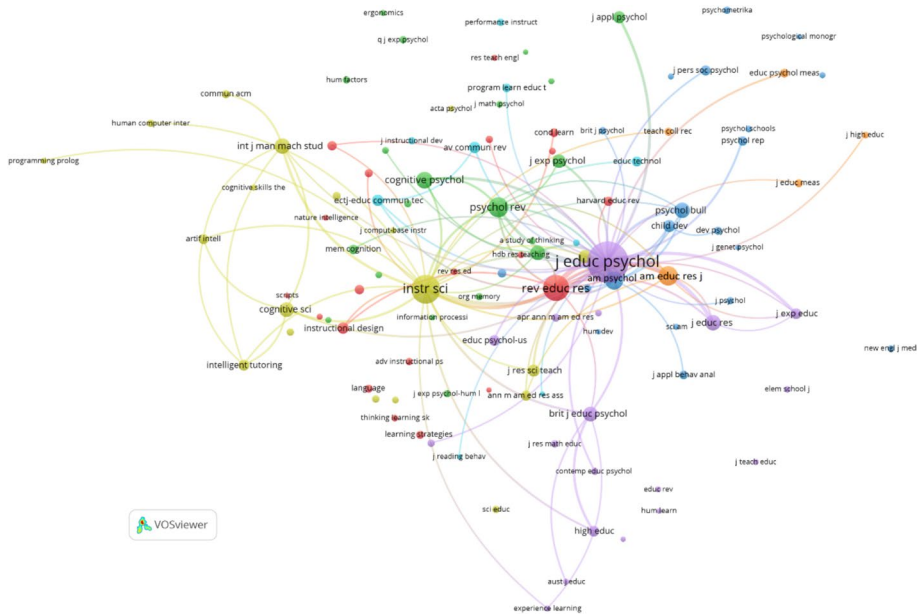 ergonomics
psychometrika
j appl psychol
performance instruct
q j exp psychol
psychological monogr
res teach engl
j pers soc psychol
educ psychol meas
hum factors
program learn educ t
commun acm
j math psychol
acta psychol
human computer inter
cond learn
brit j psychol
teach coll rec
psychol schools
j high educ
int j man mach stud
j instructional dev
av commun rev
psychol rep
programming prolog
j exp psychol
educ technol
cognitive psychol
j educ meas
cognitive skills the
ectj-educ commun tec
harvard educ rev
psychol rev
psychol bull
nature intelligence
child dev
j comput-base instr
dev psychol
artif intell
a study of thinking
mem cognition
j genet psychol
hdb res teaching
j educ psychol
rev res ed
am psychol
am educ res j
instr sci
rev educ res
scripts
org memory
j psychol
cognitive sci
information processi
apr ann m am ed res
j exp educ
instructional design
j educ res
sci am
hum dev
educ psychol-us
new engl j med
adv instructional ps
intelligent tutoring
j res sci teach
j appl behav anal
language
elem school j
j exp psychol-hum l
ann m am ed res ass
brit j educ psychol
thinking learning sk
learning strategies
j res math educ
j reading behav
j teach educ
contemp educ psychol
educ rev
sci educ
hum learn
VOSviewer
high educ
aust j educ
experience learning